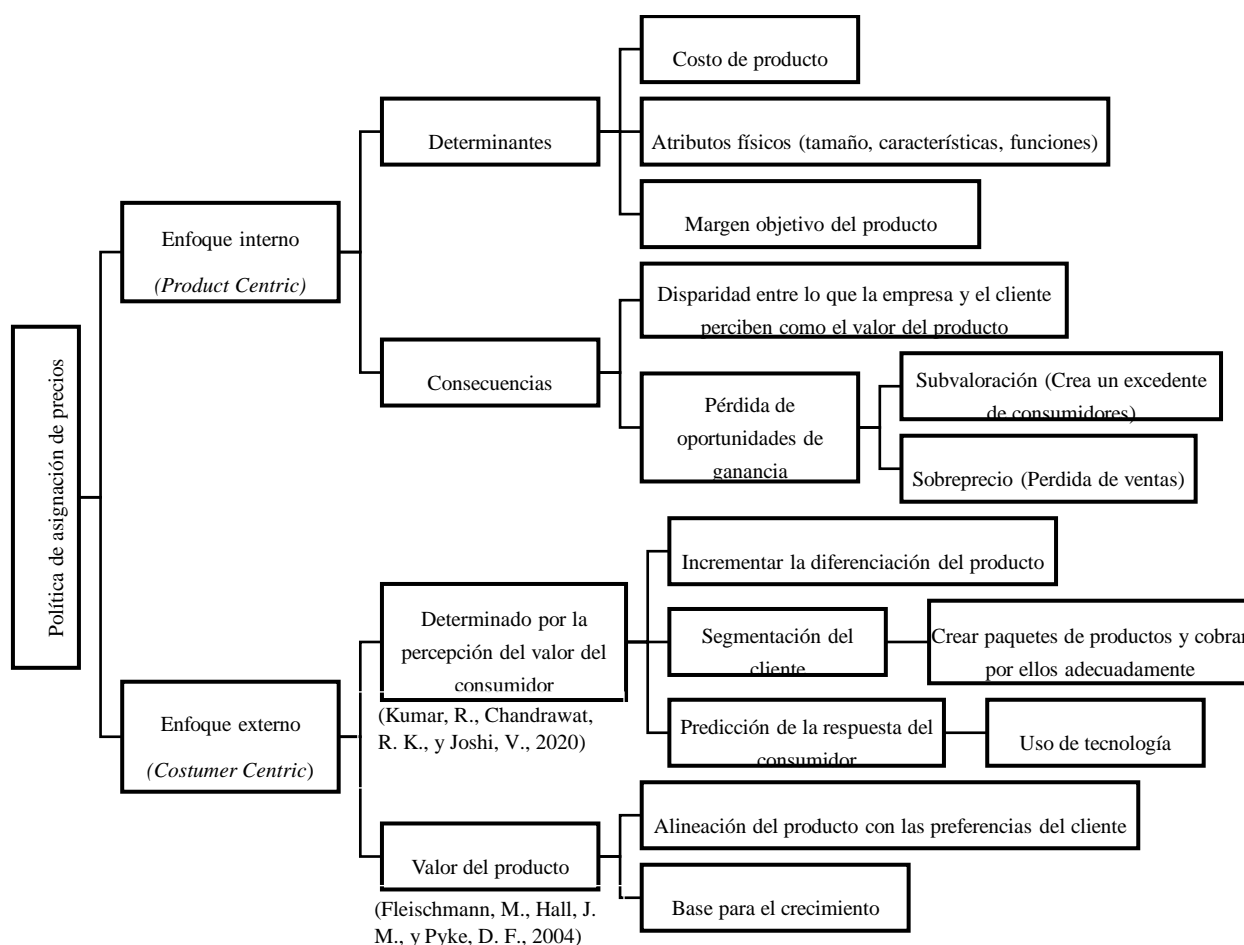 Política de asignación de precios
Enfoque interno
(Product Centric)
Determinantes
Costo de producto
Atributos físicos (tamaño, características, funciones)
Margen objetivo del producto
Consecuencias
Disparidad entre lo que la empresa y el cliente
perciben como el valor del producto
Pérdida de
oportunidades de
ganancia
Subvaloración (Crea un excedente
de consumidores)
Sobreprecio (Perdida de ventas)
Enfoque externo
(Costumer Centric)
Determinado por la
percepción del valor del
consumidor
(Kumar, R., Chandrawat,
R. K., y Joshi, V., 2020)
Incrementar la diferenciación del producto
Segmentación del
cliente
Crear paquetes de productos y cobrar
por ellos adecuadamente
Predicción de la respuesta del
consumidor
Uso de tecnología
Valor del producto
(Fleischmann, M., Hall, J.
M., y Pyke, D. F., 2004)
Alineación del producto con las preferencias del cliente
Base para el crecimiento